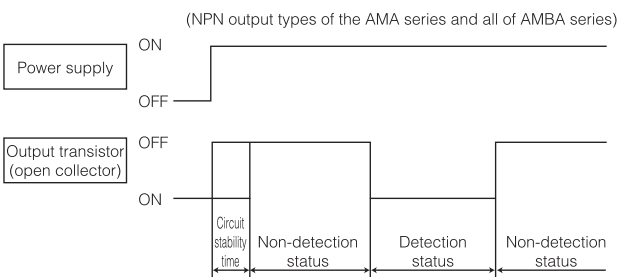 (NPN output types of the AMA series and all of AMBA series)
ON
Power supply
OFF
OFF
Output transistor
(open collector)
ON
Circuit
stability
time
Non-detection
status
Detection
status
Non-detection
status